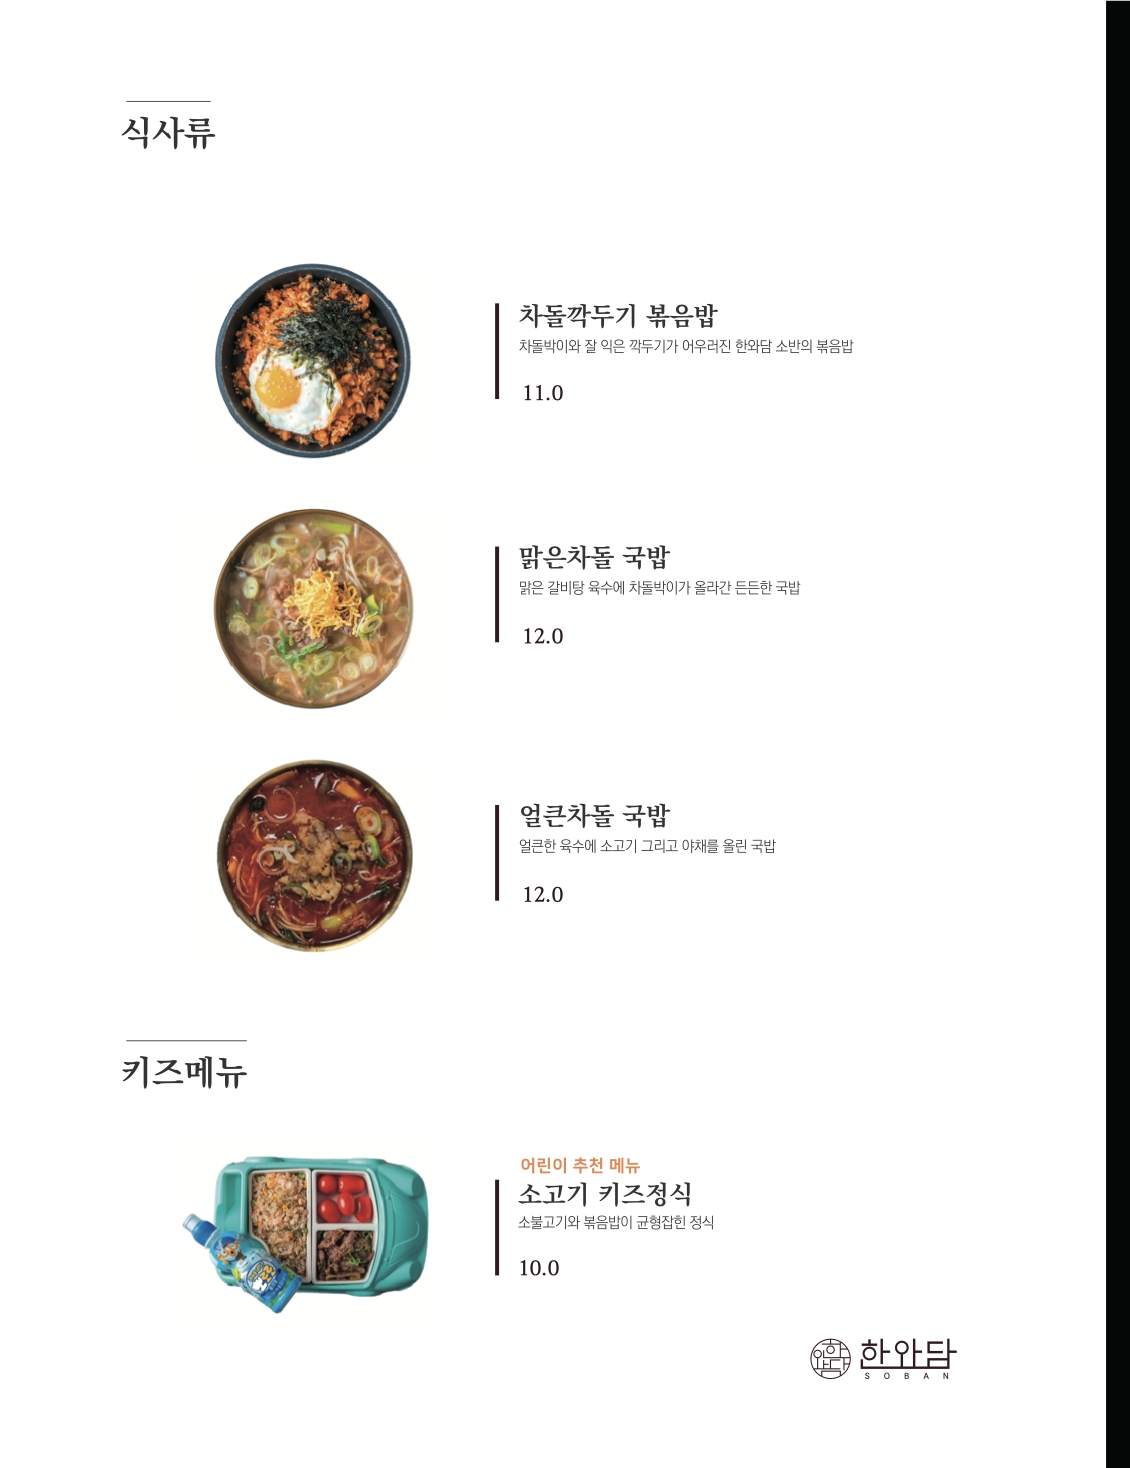 식사류
차돌깍두기 볶음밥
차돌박이와 잘 익은 깍두기가 어우러진 한와담 소반의 볶음밥
11.0
맑은차돌 국밥
맑은 갈비탕 육수에 차돌박이가 올라간 든든한 국밥
12.0
얼큰차돌 국밥
얼큰한 육수에 소고기 그리고 야채를 올린 국밥
12.0
키즈메뉴
어린이 추천 메뉴
소고기 키즈정식
소불고기와 볶음밥이 균형잡힌 정식
10.0
한와담
한와담
SOBAN